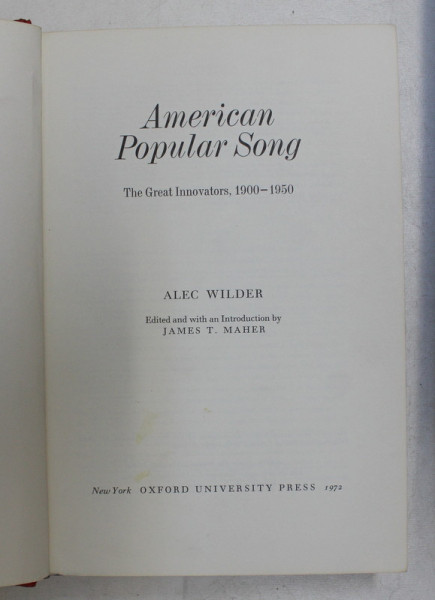 American
Popular Song
The Great Innovators, 1900–1950
ALEC WILDER
Edited and with an Introduction by
JAMES T. MAHER
New York OXFORD UNIVERSITY PRESS 1972